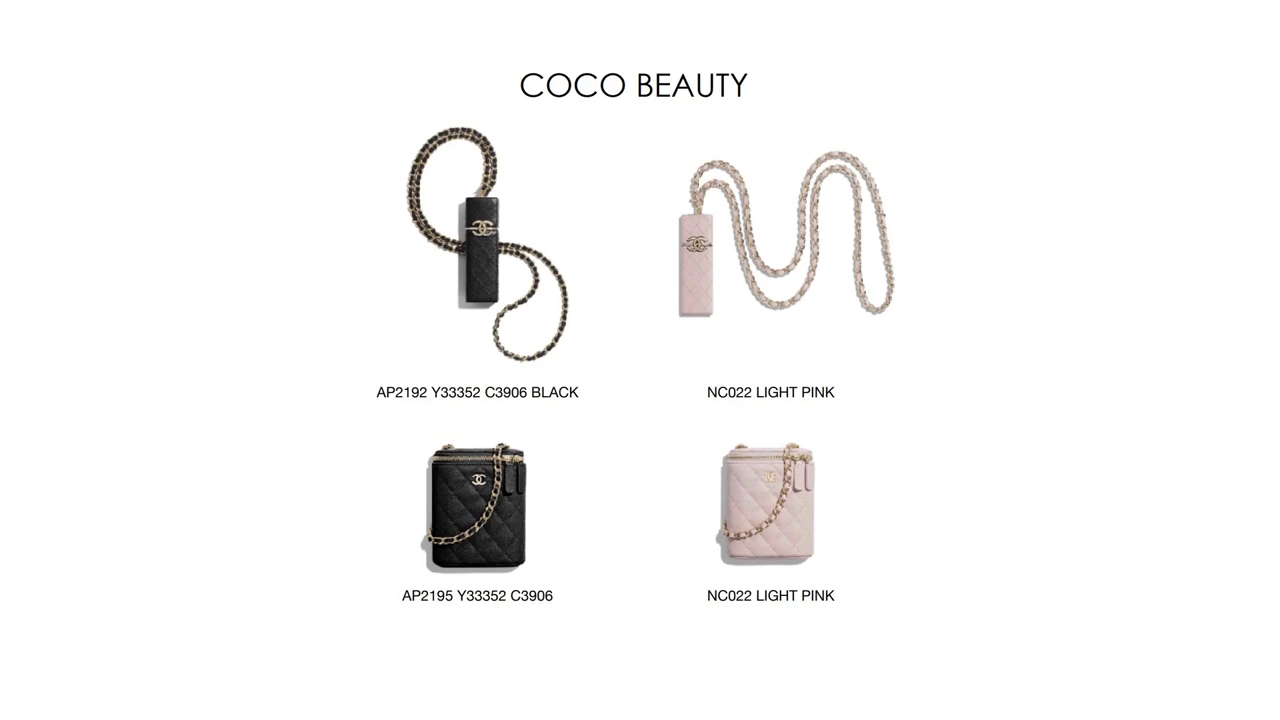 COCO BEAUTY
AP2192 Y33352 C3906 BLACK
NC022 LIGHT PINK
AP2195 Y33352 C3906
NC022 LIGHT PINK